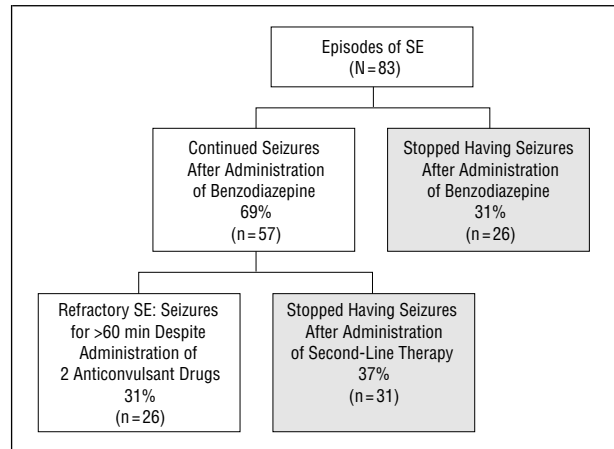 Episodes of SE
(N = 83)
Continued Seizures
After Administration
of Benzodiazepine
69%
(n = 57)
Stopped Having Seizures
After Administration
of Benzodiazepine
31%
(n = 26)
Refractory SE: Seizures
for >60 min Despite
Administration of
2 Anticonvulsant Drugs
31%
(n = 26)
Stopped Having Seizures
After Administration
of Second-Line Therapy
37%
(n = 31)